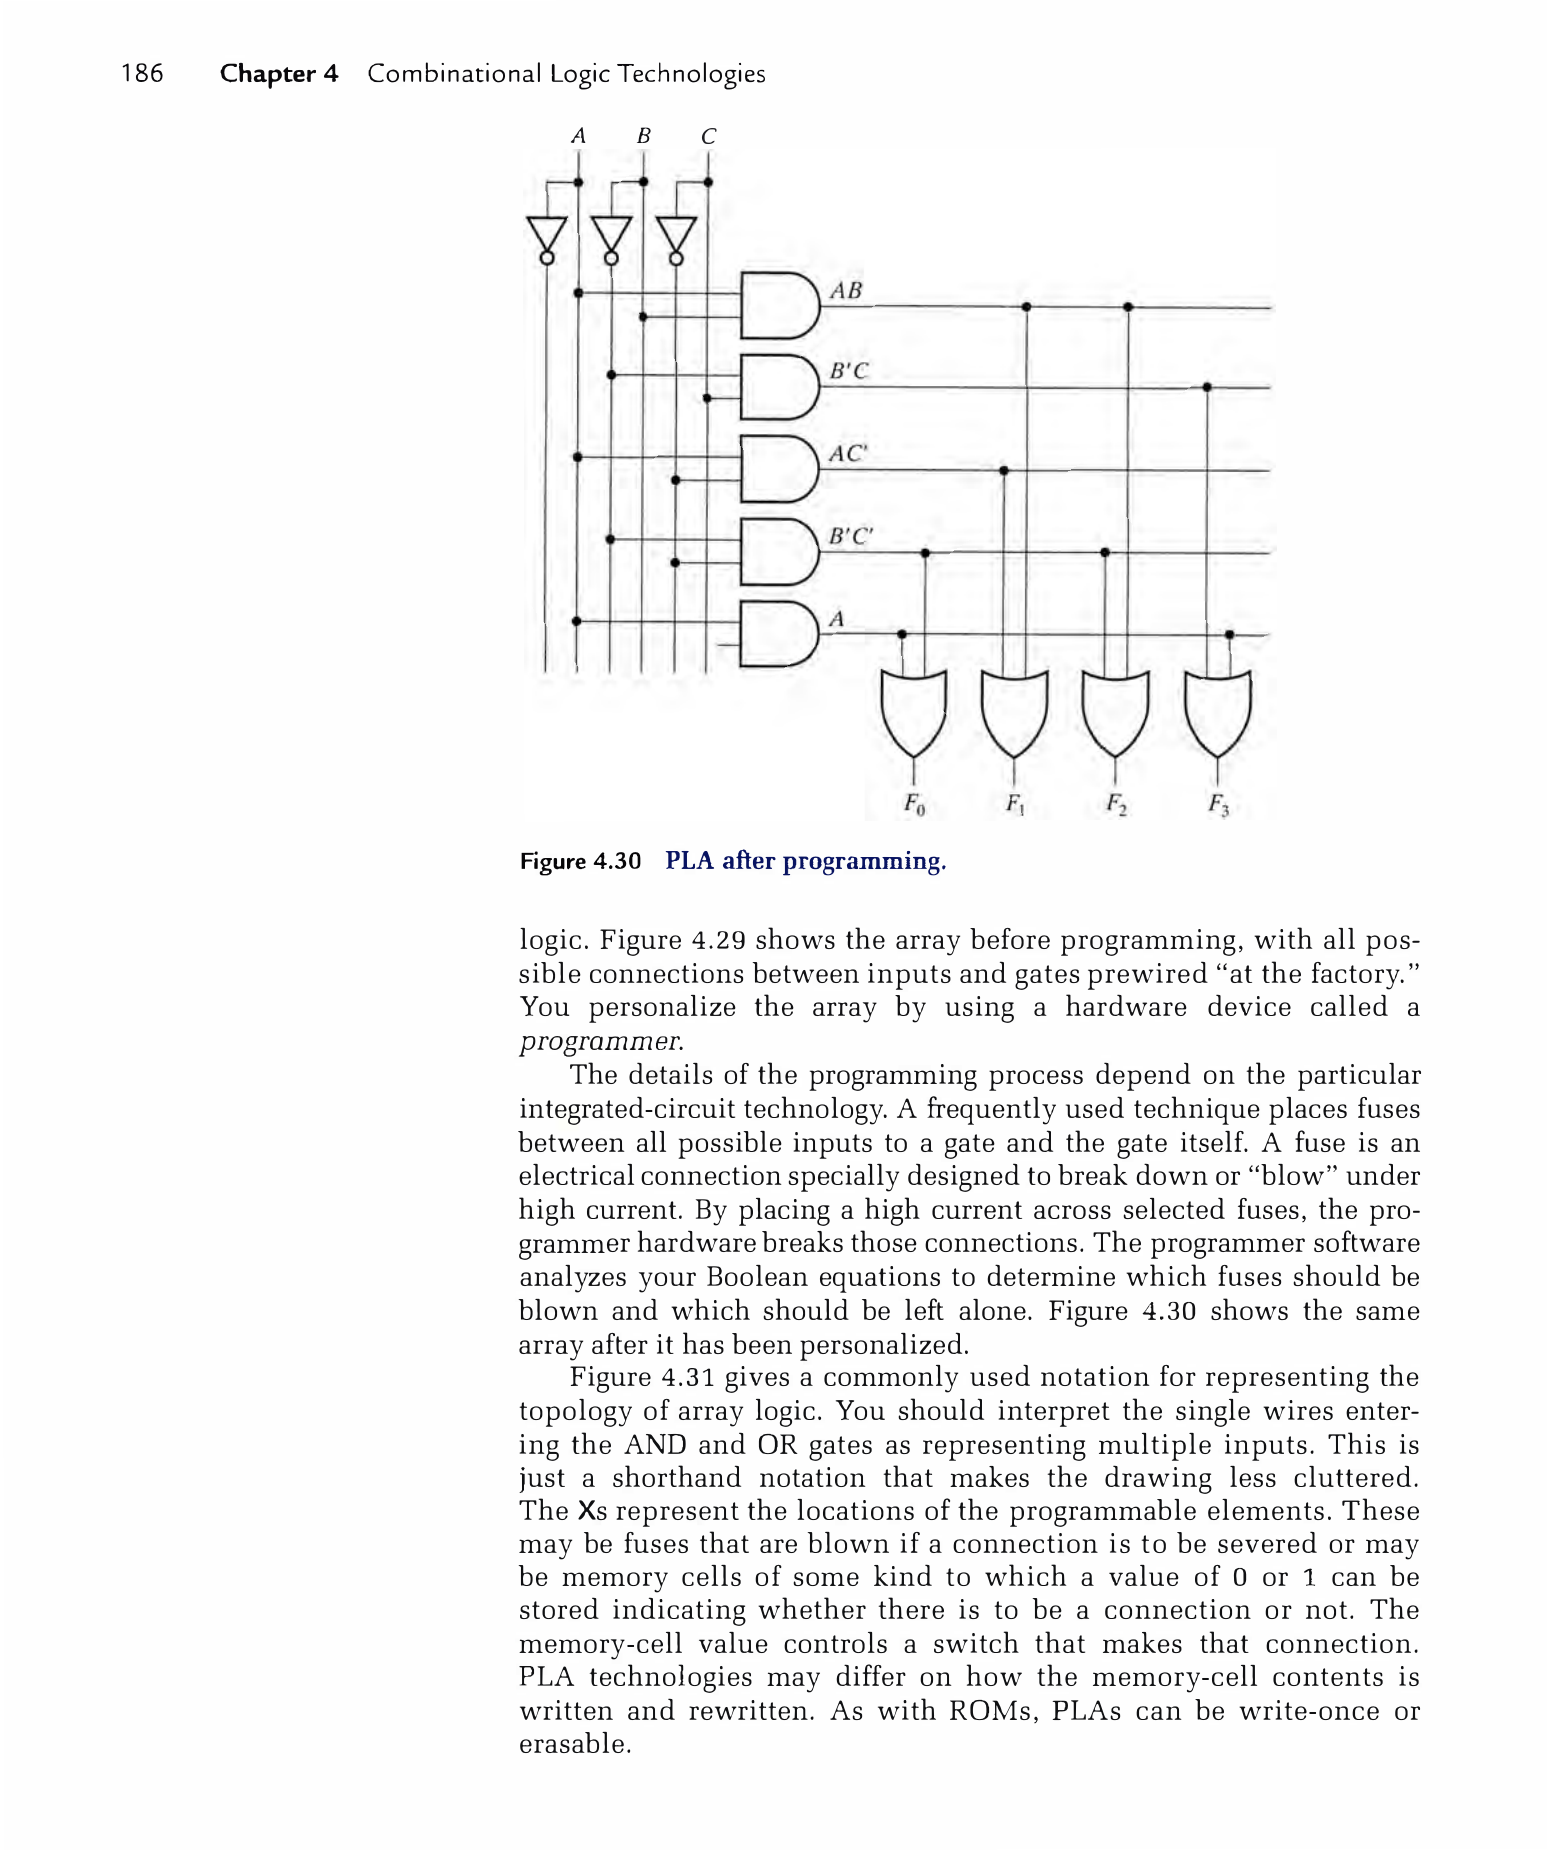 186 Chapter 4 Combinational Logic Technologies
A B C
AB
B'C
AC'
B'C'
A
F0 F1 F2 F3
Figure 4.30 PLA after programming.
logic. Figure 4.29 shows the array before programming, with all pos-
sible connections between inputs and gates prewired “at the factory.”
You personalize the array by using a hardware device called a
programmer.
The details of the programming process depend on the particular
integrated-circuit technology. A frequently used technique places fuses
between all possible inputs to a gate and the gate itself. A fuse is an
electrical connection specially designed to break down or “blow” under
high current. By placing a high current across selected fuses, the pro-
grammer hardware breaks those connections. The programmer software
analyzes your Boolean equations to determine which fuses should be
blown and which should be left alone. Figure 4.30 shows the same
array after it has been personalized.
Figure 4.31 gives a commonly used notation for representing the
topology of array logic. You should interpret the single wires enter-
ing the AND and OR gates as representing multiple inputs. This is
just a shorthand notation that makes the drawing less cluttered.
The Xs represent the locations of the programmable elements. These
may be fuses that are blown if a connection is to be severed or may
be memory cells of some kind to which a value of 0 or 1 can be
stored indicating whether there is to be a connection or not. The
memory-cell value controls a switch that makes that connection.
PLA technologies may differ on how the memory-cell contents is
written and rewritten. As with ROMs, PLAs can be write-once or
erasable.